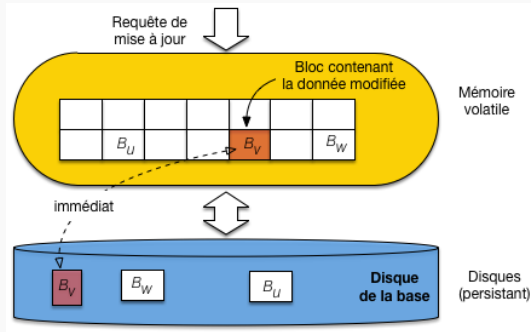 Requête de
mise à jour
Bloc contenant
la donnée modifiée
Mémoire
volatile
Bu
Bv
Bw
immédiat
Bv
Bw
Bu
Disque
de la base
Disques
(persistant)